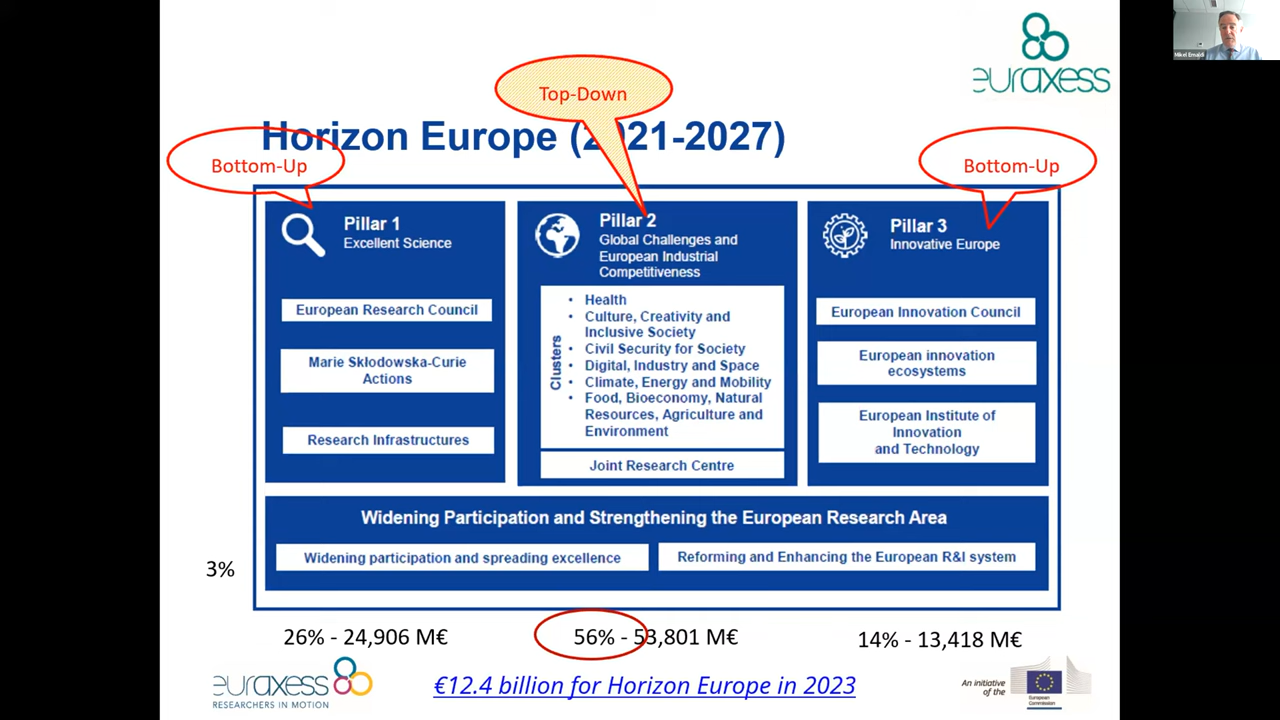 euraxess
Mikel Emaldi
Top-Down
Horizon Europe (2021-2027)
Bottom-Up
Bottom-Up
Pillar 1
Excellent Science
European Research Council
Marie Skłodowska-Curie
Actions
Research Infrastructures
Pillar 2
Global Challenges and
European Industrial
Competitiveness
Clusters
• Health
• Culture, Creativity and
Inclusive Society
• Civil Security for Society
• Digital, Industry and Space
• Climate, Energy and Mobility
• Food, Bioeconomy, Natural
Resources, Agriculture and
Environment
Joint Research Centre
Pillar 3
Innovative Europe
European Innovation Council
European innovation
ecosystems
European Institute of
Innovation
and Technology
Widening Participation and Strengthening the European Research Area
Widening participation and spreading excellence
Reforming and Enhancing the European R&I system
3%
26% - 24,906 M€
56% - 53,801 M€
14% - 13,418 M€
euraxess
RESEARCHERS IN MOTION
€12.4 billion for Horizon Europe in 2023
An initiative
of the
European
Commission